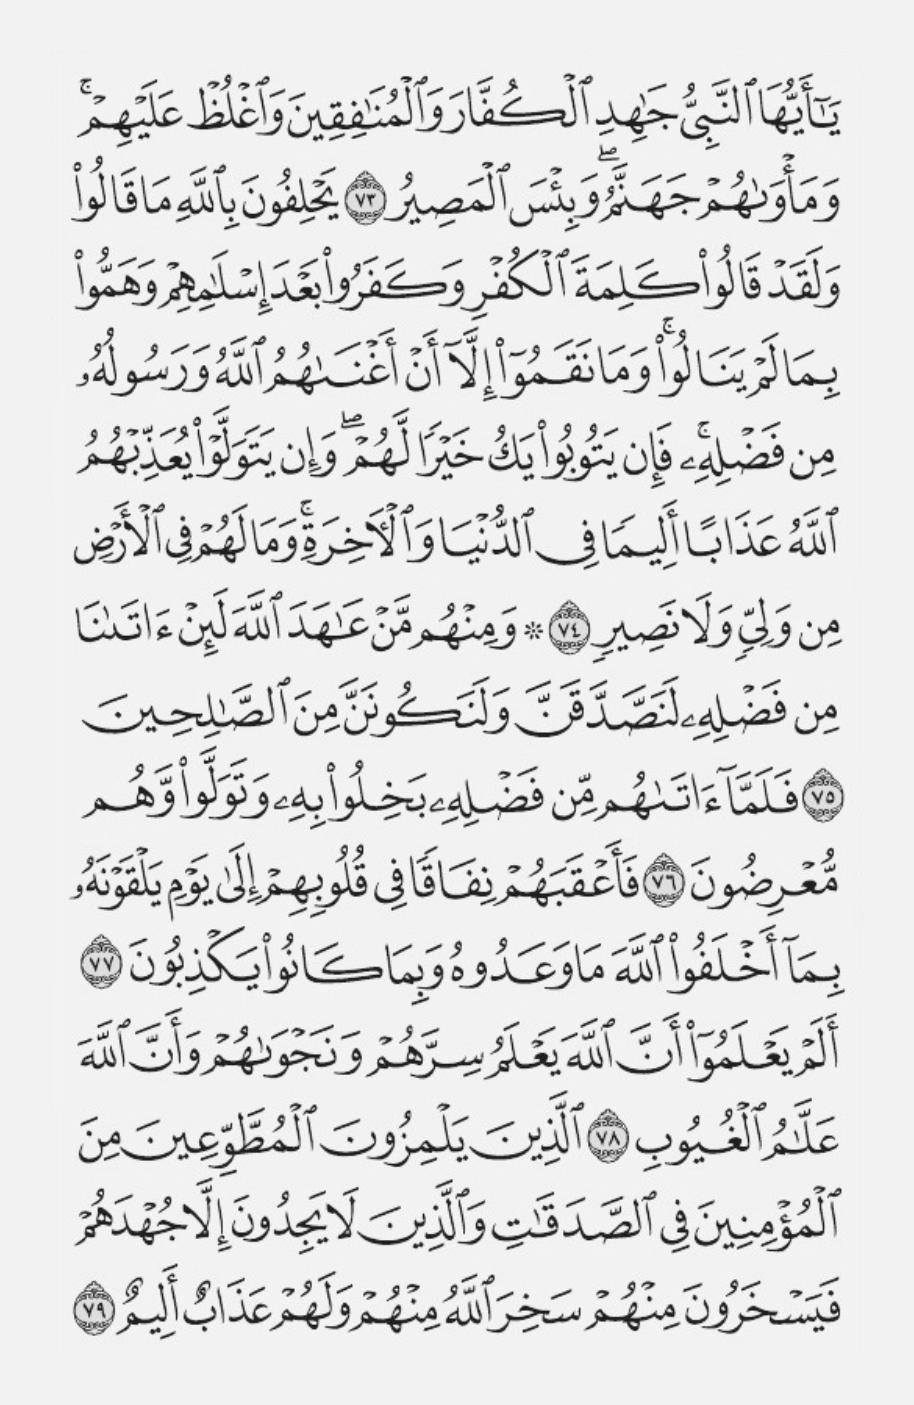 يَٰٓأَيُّهَا ٱلنَّبِيُّ جَٰهِدِ ٱلۡكُفَّارَ وَٱلۡمُنَٰفِقِينَ وَٱغۡلُظۡ عَلَيۡهِمۡۚ
وَمَأۡوَىٰهُمۡ جَهَنَّمُۖ وَبِئۡسَ ٱلۡمَصِيرُ ٧٣ يَحۡلِفُونَ بِٱللَّهِ مَا قَالُواْ
وَلَقَدۡ قَالُواْ كَلِمَةَ ٱلۡكُفۡرِ وَكَفَرُواْ بَعۡدَ إِسۡلَٰمِهِمۡ وَهَمُّواْ
بِمَا لَمۡ يَنَالُواْۚ وَمَا نَقَمُوٓاْ إِلَّآ أَنۡ أَغۡنَىٰهُمُ ٱللَّهُ وَرَسُولُهُۥ
مِن فَضۡلِهِۦۚ فَإِن يَتُوبُواْ يَكُ خَيۡرٗا لَّهُمۡۖ وَإِن يَتَوَلَّوۡاْ يُعَذِّبۡهُمُ
ٱللَّهُ عَذَابًا أَلِيمٗا فِي ٱلدُّنۡيَا وَٱلۡأٓخِرَةِۚ وَمَا لَهُمۡ فِي ٱلۡأَرۡضِ
مِن وَلِيّٖ وَلَا نَصِيرٖ ٧٤ ۞ وَمِنۡهُم مَّنۡ عَٰهَدَ ٱللَّهَ لَئِنۡ ءَاتَىٰنَا
مِن فَضۡلِهِۦ لَنَصَّدَّقَنَّ وَلَنَكُونَنَّ مِنَ ٱلصَّٰلِحِينَ
٧٥ فَلَمَّآ ءَاتَىٰهُم مِّن فَضۡلِهِۦ بَخِلُواْ بِهِۦ وَتَوَلَّواْ وَّهُم
مُّعۡرِضُونَ ٧٦ فَأَعۡقَبَهُمۡ نِفَاقٗا فِي قُلُوبِهِمۡ إِلَىٰ يَوۡمِ يَلۡقَوۡنَهُۥ
بِمَآ أَخۡلَفُواْ ٱللَّهَ مَا وَعَدُوهُ وَبِمَا كَانُواْ يَكۡذِبُونَ ٧٧
أَلَمۡ يَعۡلَمُوٓاْ أَنَّ ٱللَّهَ يَعۡلَمُ سِرَّهُمۡ وَنَجۡوَىٰهُمۡ وَأَنَّ ٱللَّهَ
عَلَّٰمُ ٱلۡغُيُوبِ ٧٨ ٱلَّذِينَ يَلۡمِزُونَ ٱلۡمُطَّوِّعِينَ مِنَ
ٱلۡمُؤۡمِنِينَ فِي ٱلصَّدَقَٰتِ وَٱلَّذِينَ لَا يَجِدُونَ إِلَّا جُهۡدَهُمۡ
فَيَسۡخَرُونَ مِنۡهُمۡ سَخِرَ ٱللَّهُ مِنۡهُمۡ وَلَهُمۡ عَذَابٌ أَلِيمٌ ٧٩